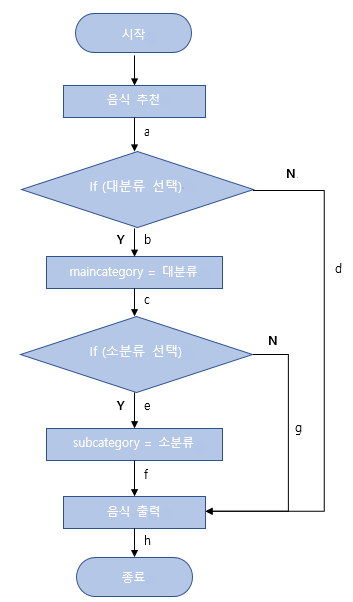 시작
음식 추천
a
If (대분류 선택)
N
Y b
d
maincategory = 대분류
c
If (소분류 선택)
N
Y e
g
subcategory = 소분류
f
음식 출력
h
종료